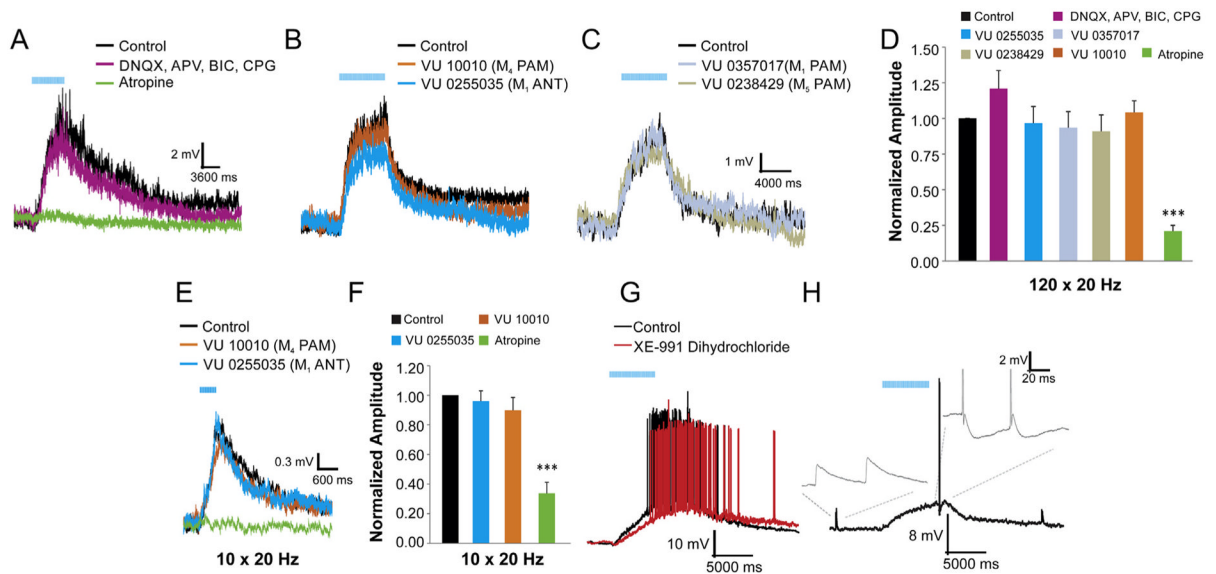 A
Control
DNQX, APV, BIC, CPG
Atropine
2 mV
3600 ms
B
Control
VU 10010 (M4 PAM)
VU 0255035 (M1 ANT)
C
Control
VU 0357017(M1 PAM)
VU 0238429 (M5 PAM)
1 mV
4000 ms
D
Control
DNQX, APV, BIC, CPG
VU 0255035
VU 0357017
VU 0238429
VU 10010
Atropine
Normalized Amplitude
1.50
1.25
1.00
0.75
0.50
0.25
0.00
***
120 x 20 Hz
E
Control
VU 10010 (M4 PAM)
VU 0255035 (M1 ANT)
0.3 mV
600 ms
10 x 20 Hz
F
Control
VU 10010
VU 0255035
Atropine
Normalized Amplitude
1.20
1.00
0.80
0.60
0.40
0.20
0.00
***
10 x 20 Hz
G
Control
XE-991 Dihydrochloride
10 mV
5000 ms
H
2 mV
20 ms
8 mV
5000 ms